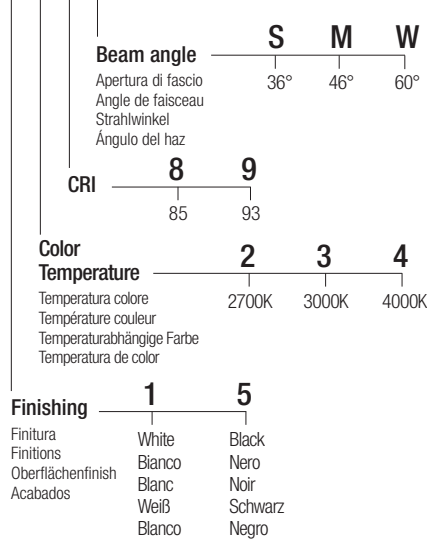 Beam angle
Apertura di fascio
Angle de faisceau
Strahlwinkel
Ángulo del haz
S M W
36° 46° 60°
CRI
8 9
85 93
Color
Temperature
Temperatura colore
Température couleur
Temperaturabhängige Farbe
Temperatura de color
2 3 4
2700K 3000K 4000K
Finishing
Finitura
Finitions
Oberflächenfinish
Acabados
1 5
White Black
Bianco Nero
Blanc Noir
Weiß Schwarz
Blanco Negro